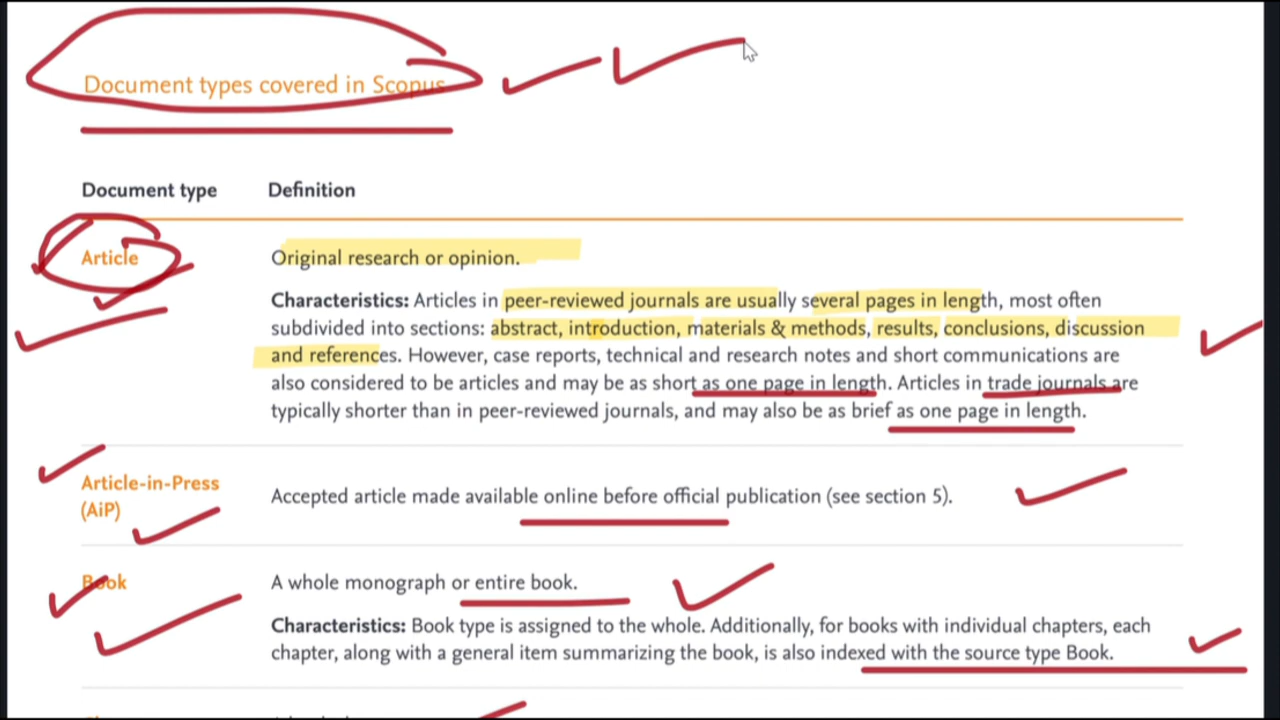 Document types covered in Scopus
Document type Definition
Article Original research or opinion.
Characteristics: Articles in peer-reviewed journals are usually several pages in length, most often
subdivided into sections: abstract, introduction, materials & methods, results, conclusions, discussion
and references. However, case reports, technical and research notes and short communications are
also considered to be articles and may be as short as one page in length. Articles in trade journals are
typically shorter than in peer-reviewed journals, and may also be as brief as one page in length.
Article-in-Press
(AiP)
Accepted article made available online before official publication (see section 5).
Book A whole monograph or entire book.
Characteristics: Book type is assigned to the whole. Additionally, for books with individual chapters, each
chapter, along with a general item summarizing the book, is also indexed with the source type Book.